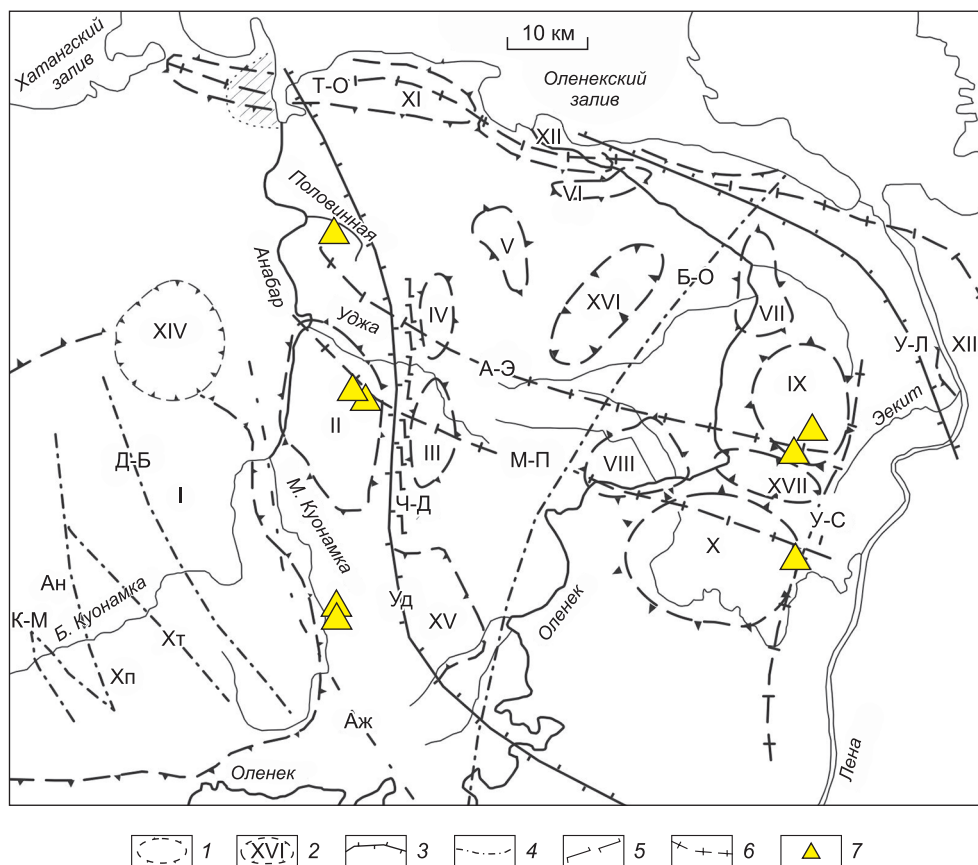 Хатангский
залив
10 км
Оленекский
залив
Т-О
XI
XII
VI
Половинная
Анабар
V
XVI
Б-О
VII
XIV
Уджа
IV
А-Э
У-Л
XII
IX
Эекит
Д-Б
I
II
III
М-П
VIII
XVII
Ч-Д
У-С
М. Куонамка
X
Ан
К-М
Б. Куонамка
Хт
Уд
XV
Оленек
Хп
Аж
Оленек
Лена
1
XVI
2
3
4
5
6
7